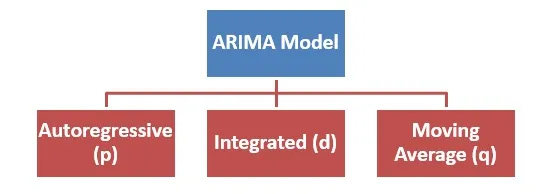 ARIMA Model
Autoregressive
(p)
Integrated (d)
Moving
Average (q)